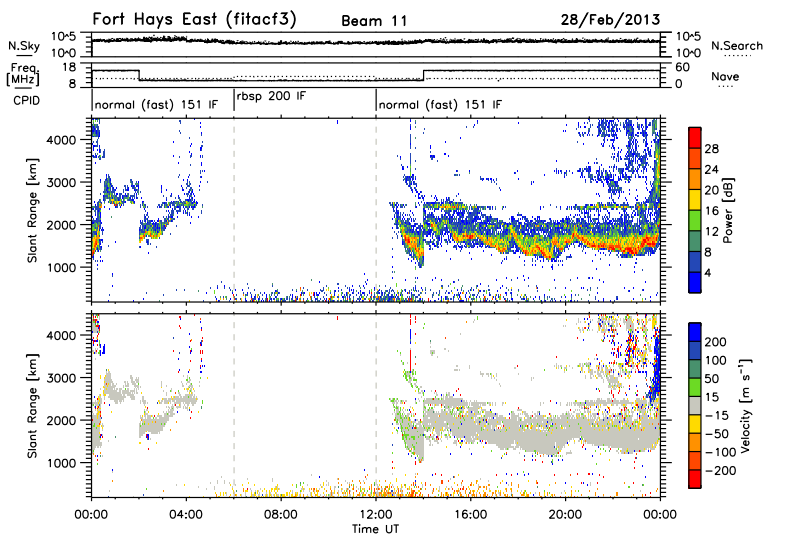 Fort Hays East (fitacf3) Beam 11 28/Feb/2013
N.Sky 10^5 10^0 10^5 10^0 N.Search
Freq. [MHz] 18 8 60 0 Nave
CPID normal (fast) 151 IF rbsp 200 IF normal (fast) 151 IF
Slant Range [km]
4000
3000
2000
1000
Power [dB]
28
24
20
16
12
8
4
Slant Range [km]
4000
3000
2000
1000
Velocity [m s⁻¹]
200
100
50
15
−15
−50
−100
−200
00:00 04:00 08:00 12:00 16:00 20:00 00:00
Time UT